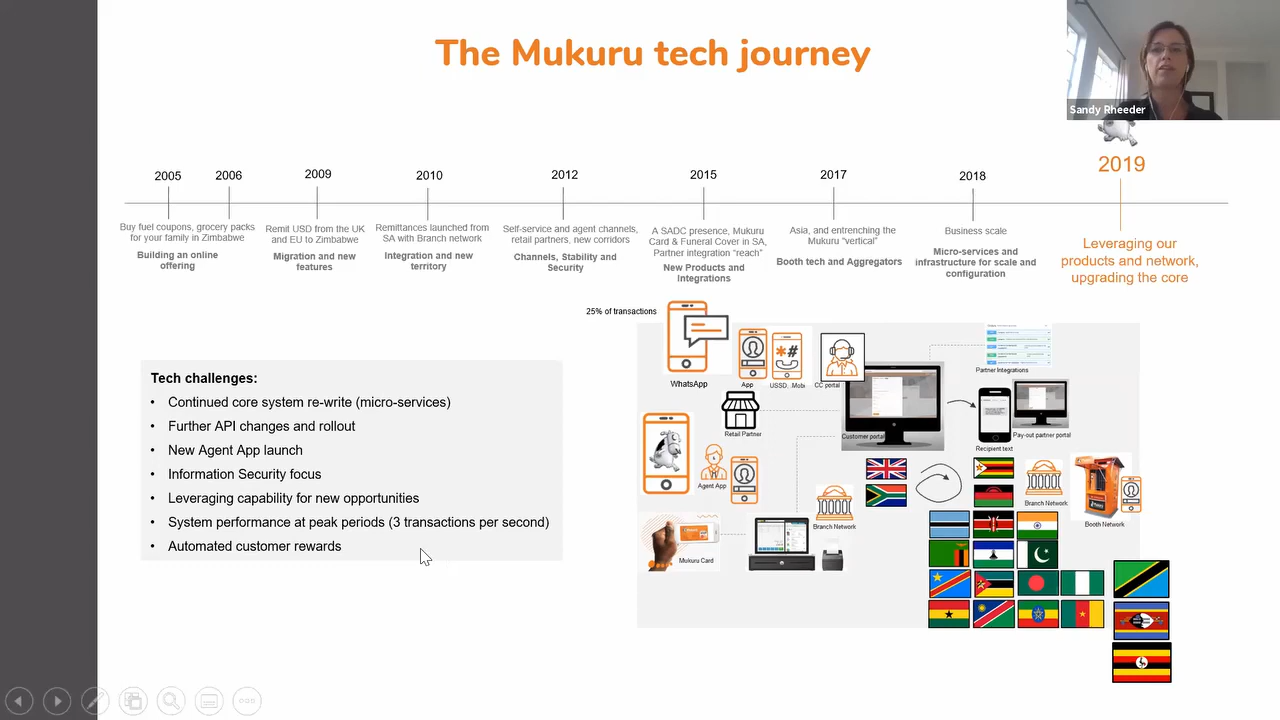 The Mukuru tech journey
Sandy Rheeder
2005
2006
2009
2010
2012
2015
2017
2018
2019
Buy fuel coupons, grocery packs
for your family in Zimbabwe
Building an online
offering
Remit USD from the UK
and EU to Zimbabwe
Migration and new
features
Remittances launched from
SA with Branch network
Integration and new
territory
Self-service and agent channels,
retail partners, new corridors
Channels, Stability and
Security
A SADC presence, Mukuru
Card & Funeral Cover in SA,
Partner integration “reach”
New Products and
Integrations
Asia, and entrenching the
Mukuru “vertical”
Booth tech and Aggregators
Business scale
Micro-services and
infrastructure for scale and
configuration
Leveraging our
products and network,
upgrading the core
Tech challenges:
• Continued core system re-write (micro-services)
• Further API changes and rollout
• New Agent App launch
• Information Security focus
• Leveraging capability for new opportunities
• System performance at peak periods (3 transactions per second)
• Automated customer rewards
25% of transactions
WhatsApp
App
USSD, .Mobi
*#
CC portal
Partner Integrations
Retail Partner
Customer portal
Recipient text
Pay-out partner portal
Agent App
Branch Network
Branch Network
Booth Network
Mukuru Card